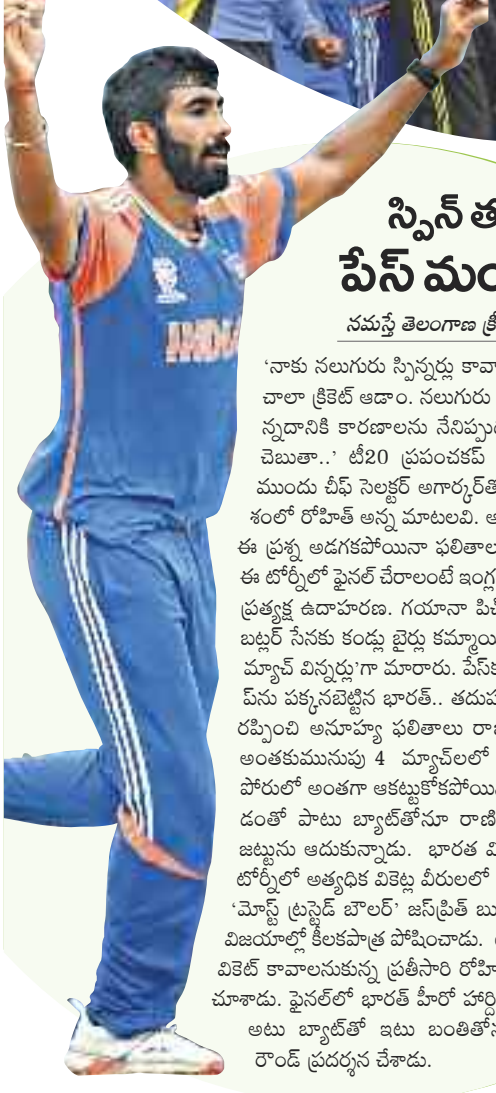 స్పిన్ త
పేస్ మం
నమస్తే తెలంగాణ క్రీ
INDIA
'నాకు నలుగురు స్పిన్నర్లు కావా
చాలా క్రికెట్ ఆడాం. నలుగురు
న్నదానికి కారణాలను నేనిప్పు
చెబుతా..' టీ20 ప్రపంచకప్
ముందు చీఫ్ సెలక్టర్ అగార్కర్‌తో
శంలో రోహిత్ అన్న మాటలవి. అ
ఈ ప్రశ్న అడగకపోయినా ఫలితాల
ఈ టోర్నీలో ఫైనల్ చేరాలంటే ఇంగ్ల
ప్రత్యక్ష ఉదాహరణ. గయానా పిచ్
బట్లర్ సేనకు కండ్లు బైర్లు కమ్మాయి
మ్యాచ్ విన్నర్లు'గా మారారు. పేస్‌క
ప్‌ను పక్కనబెట్టిన భారత్.. తదుప
రప్పించి అనూహ్య ఫలితాలు రా
అంతకుమునుపు 4 మ్యాచ్‌లలో
పోరులో అంతగా ఆకట్టుకోకపోయి
డంతో పాటు బ్యాట్‌తోనూ రాణి
జట్టును ఆదుకున్నాడు. భారత వి
టోర్నీలో అత్యధిక వికెట్ల వీరులలో
'మోస్ట్ ట్రస్టెడ్ బౌలర్' జస్‌ప్రిత్ బు
విజయాల్లో కీలకపాత్ర పోషించాడు.
వికెట్ కావాలనుకున్న ప్రతీసారి రోహి
చూశాడు. ఫైనల్‌లో భారత్ హీరో హార్ది
అటు బ్యాట్‌తో ఇటు బంతితో
రౌండ్ ప్రదర్శన చేశాడు.